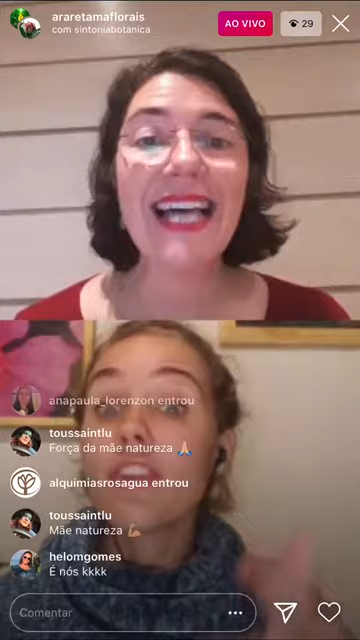 araretamaflorais
com sintoniabotanica
AO VIVO
29
anapaula_lorenzon entrou
toussaintlu
Força da mãe natureza 🙏🏼
alquimiasrosagua entrou
toussaintlu
Mãe natureza 💪🏼
helomgomes
É nós kkkk
Comentar